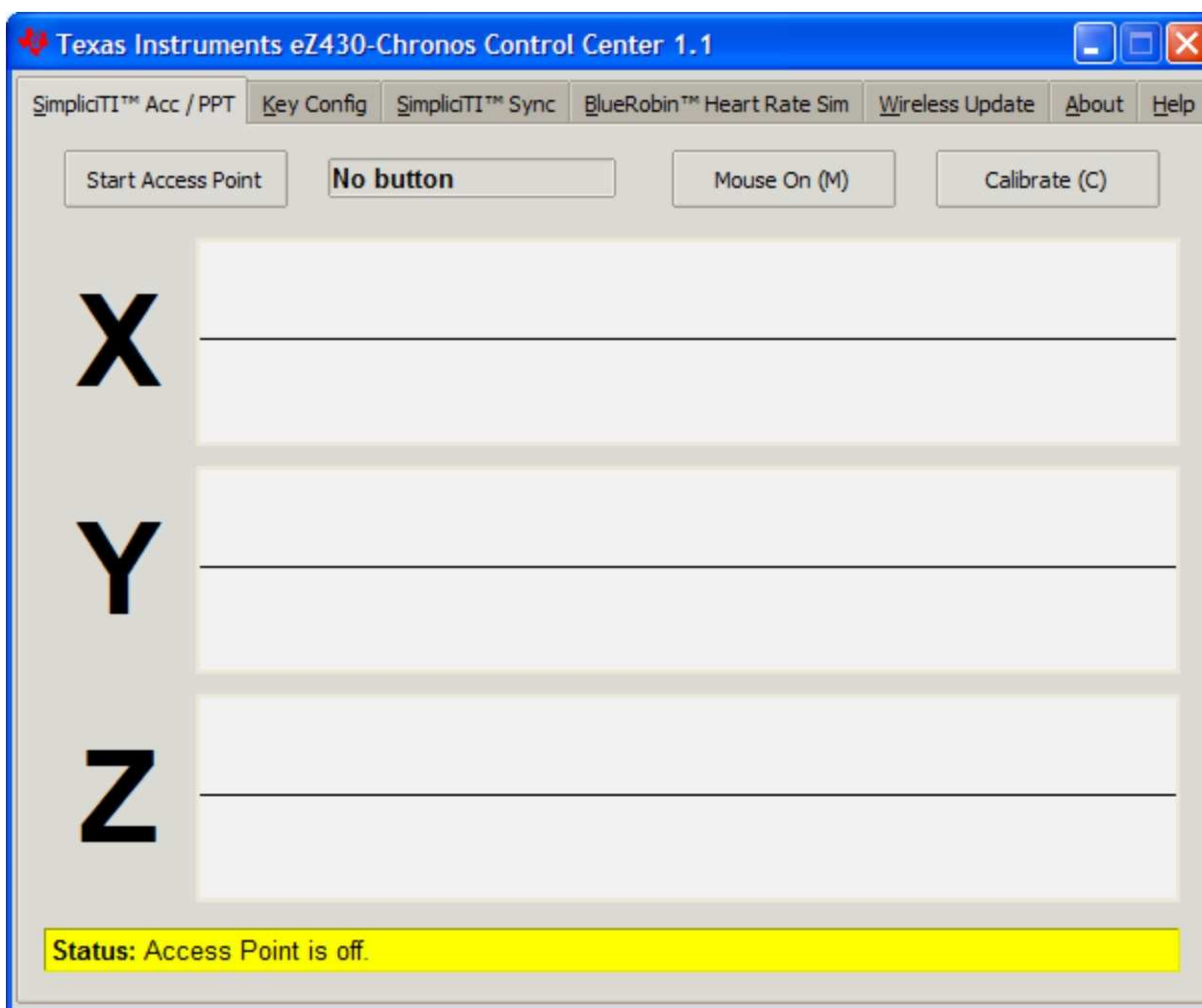 Texas Instruments eZ430-Chronos Control Center 1.1
SimpliciTI™ Acc / PPT Key Config SimpliciTI™ Sync BlueRobin™ Heart Rate Sim Wireless Update About Help
Start Access Point No button Mouse On (M) Calibrate (C)
X
Y
Z
Status: Access Point is off.